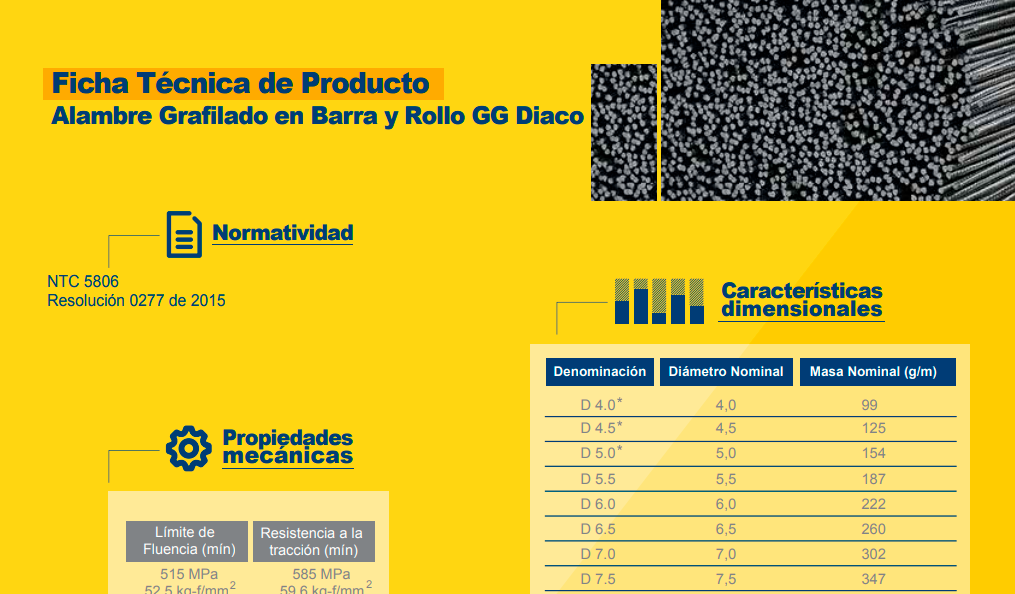 Ficha Técnica de Producto
Alambre Grafilado en Barra y Rollo GG Diaco
Normatividad
NTC 5806
Resolución 0277 de 2015
Propiedades
mecánicas
Límite de Fluencia (mín) Resistencia a la tracción (mín)
515 MPa 585 MPa
52.5 kg-f/mm² 59.6 kg-f/mm²
Características
dimensionales
Denominación Diámetro Nominal Masa Nominal (g/m)
D 4.0* 4,0 99
D 4.5* 4,5 125
D 5.0* 5,0 154
D 5.5 5,5 187
D 6.0 6,0 222
D 6.5 6,5 260
D 7.0 7,0 302
D 7.5 7,5 347